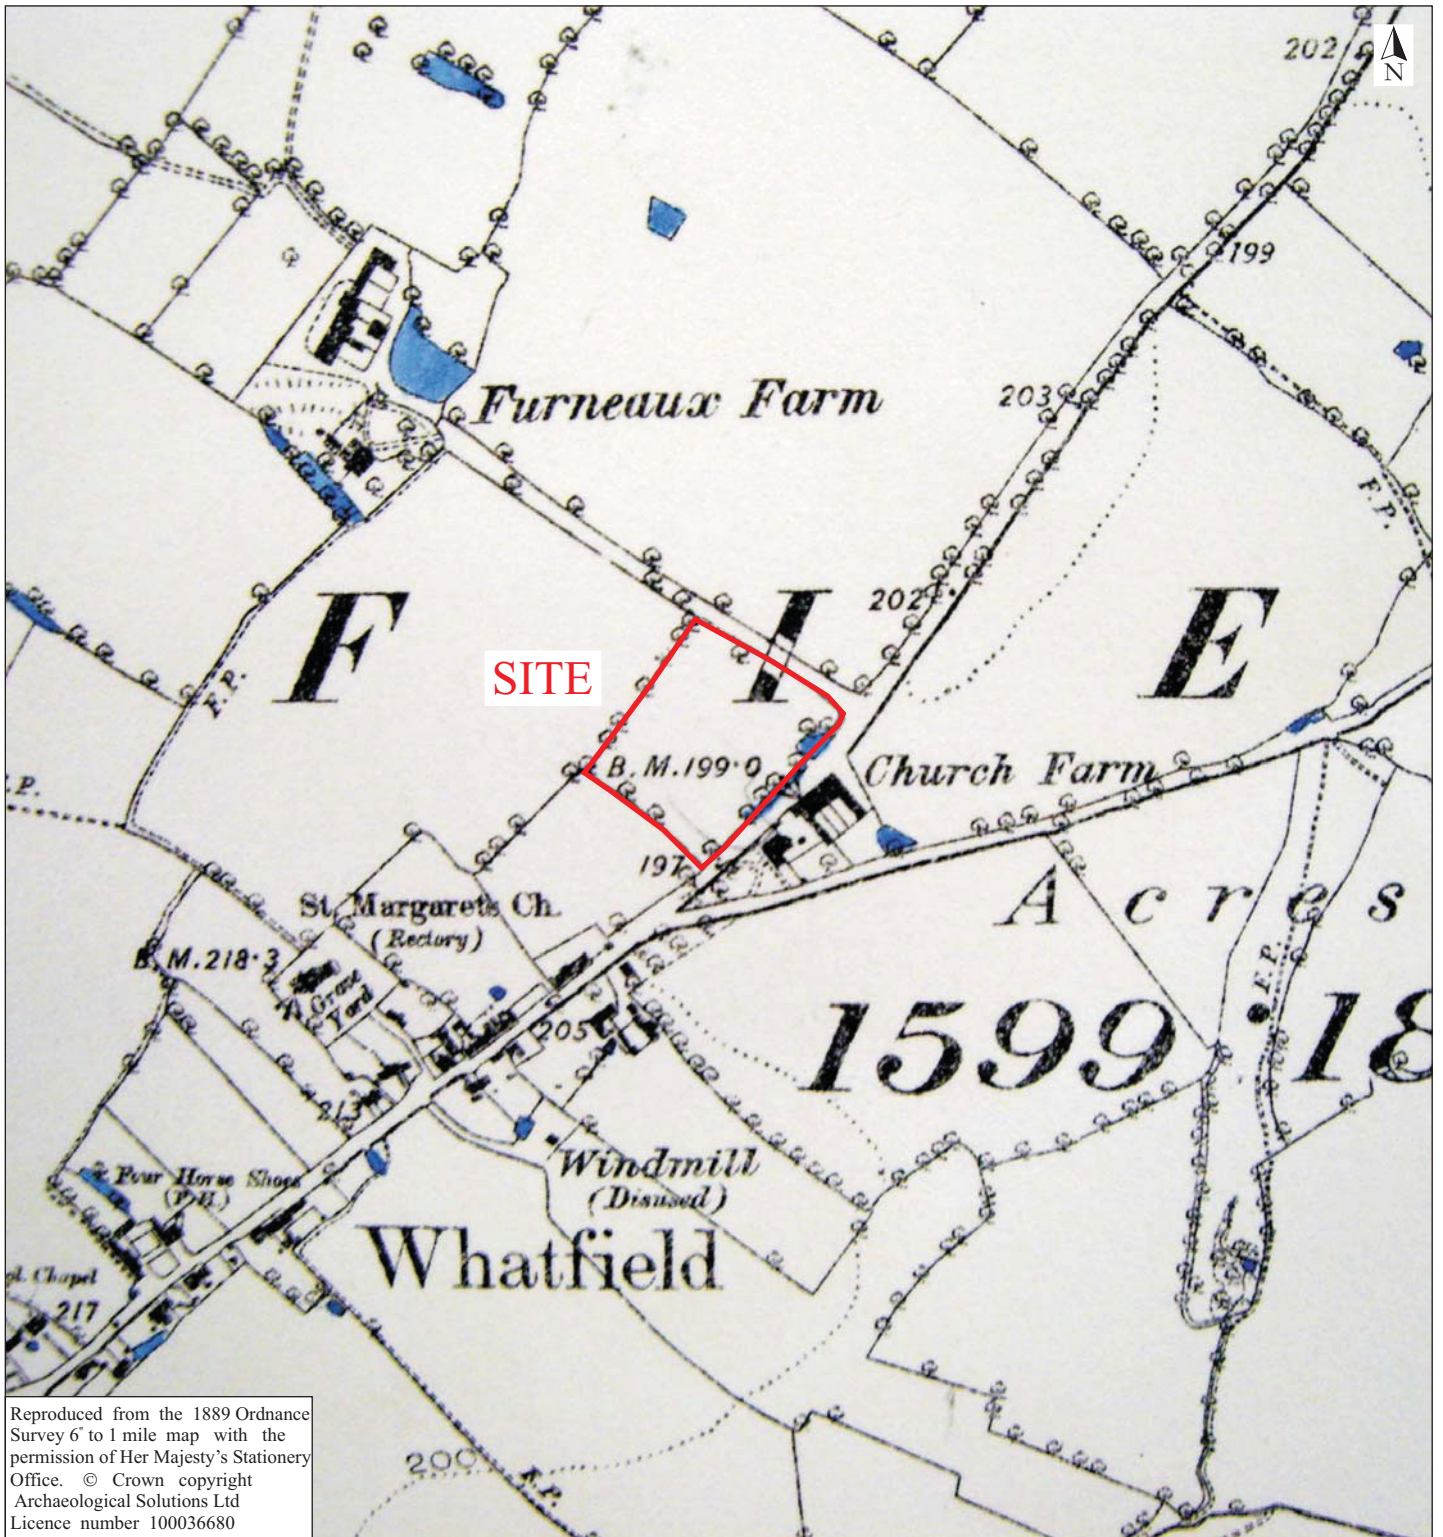 202
N
199
Furneaux Farm
203
F.P.
202
F I E
SITE
F.P.
B.M.199·0
Church Farm
.P.
197
St. Margarets Ch.
(Rectory)
A c r e s
B.M.218·3
Grave
Yard
F.P.
205
1599 · 18
213
Windmill
(Disused)
Four Horse Shoes
(P.H.)
Whatfield
Chapel
217
200
F.P.
Reproduced from the 1889 Ordnance
Survey 6" to 1 mile map with the
permission of Her Majesty's Stationery
Office. © Crown copyright
Archaeological Solutions Ltd
Licence number 100036680